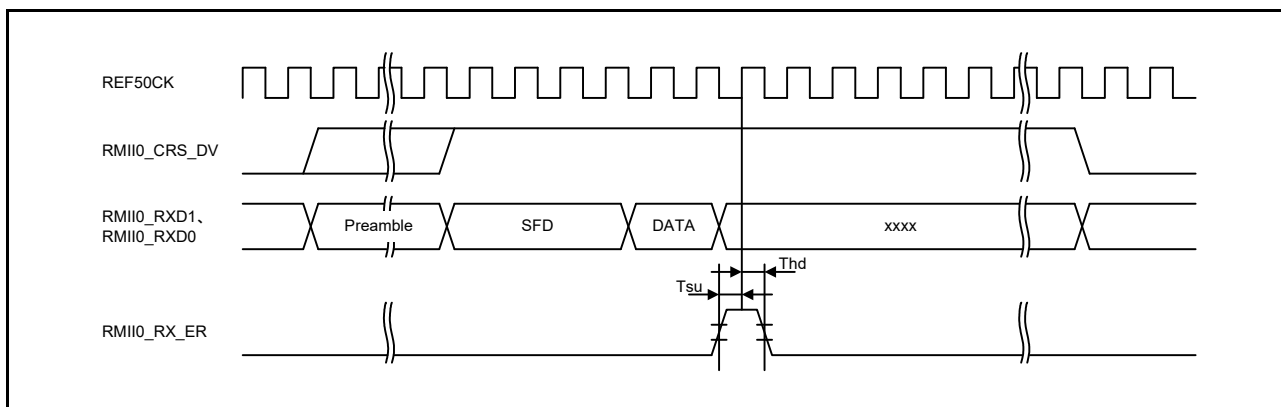 REF50CK
RMII0_CRS_DV
RMII0_RXD1、
RMII0_RXD0
Preamble
SFD
DATA
xxxx
Thd
Tsu
RMII0_RX_ER